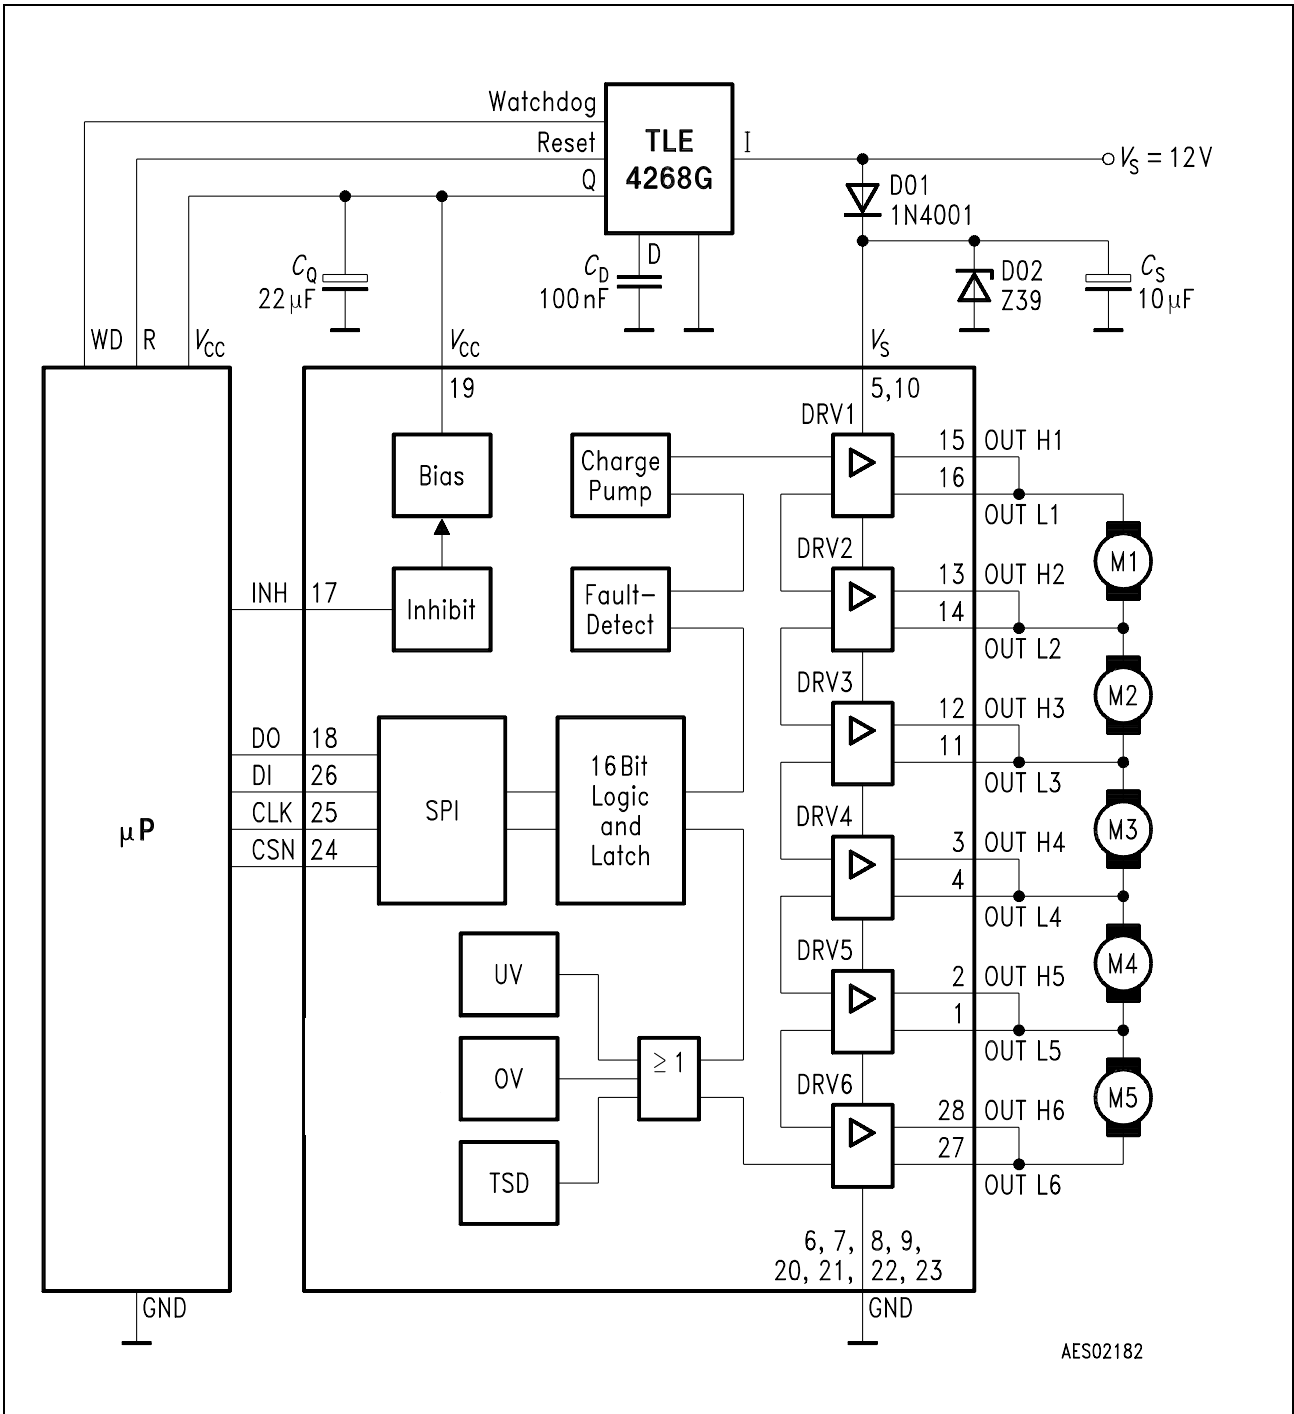 Watchdog
Reset
Q
TLE
4268G
I
VS = 12V
D01
1N4001
D
CQ
22 µF
CD
100 nF
D02
Z39
CS
10 µF
WD
R
VCC
VCC
VS
19
5,10
DRV1
Bias
Charge
Pump
15
OUT H1
16
OUT L1
DRV2
M1
INH
17
Inhibit
Fault–
Detect
13
OUT H2
14
OUT L2
DRV3
M2
12
OUT H3
11
OUT L3
DO
18
DI
26
CLK
25
CSN
24
µP
SPI
16 Bit
Logic
and
Latch
DRV4
M3
3
OUT H4
4
OUT L4
DRV5
M4
UV
2
OUT H5
1
OUT L5
OV
≥ 1
DRV6
M5
28
OUT H6
27
OUT L6
TSD
6, 7, 8, 9,
20, 21, 22, 23
GND
GND
AES02182